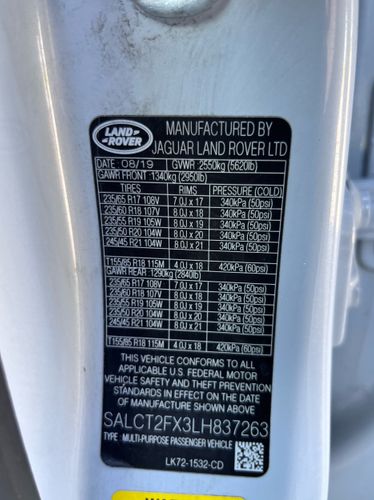 LAND
ROVER
MANUFACTURED BY
JAGUAR LAND ROVER LTD
DATE 08/19 GVWR 2550kg (5620lb)
GAWR FRONT 1340kg (2950lb)
TIRES RIMS PRESSURE (COLD)
235/65 R17 108V 7.0J x 17 340kPa (50psi)
235/60 R18 107V 8.0J x 18 340kPa (50psi)
235/55 R19 105W 8.0J x 19 340kPa (50psi)
235/50 R20 104W 8.0J x 20 340kPa (50psi)
245/45 R21 104W 8.0J x 21 340kPa (50psi)
T155/85 R18 115M 4.0J x 18 420kPa (60psi)
GAWR REAR 1290kg (2840lb)
235/65 R17 108V 7.0J x 17 340kPa (50psi)
235/60 R18 107V 8.0J x 18 340kPa (50psi)
235/55 R19 105W 8.0J x 19 340kPa (50psi)
235/50 R20 104W 8.0J x 20 340kPa (50psi)
245/45 R21 104W 8.0J x 21 340kPa (50psi)
T155/85 R18 115M 4.0J x 18 420kPa (60psi)
THIS VEHICLE CONFORMS TO ALL
APPLICABLE U.S. FEDERAL MOTOR
VEHICLE SAFETY AND THEFT
PREVENTION STANDARDS IN EFFECT ON
THE DATE OF MANUFACTURE SHOWN ABOVE
SALCT2FX3LH837263
TYPE : MULTI-PURPOSE PASSENGER VEHICLE
LK72-1532-CD